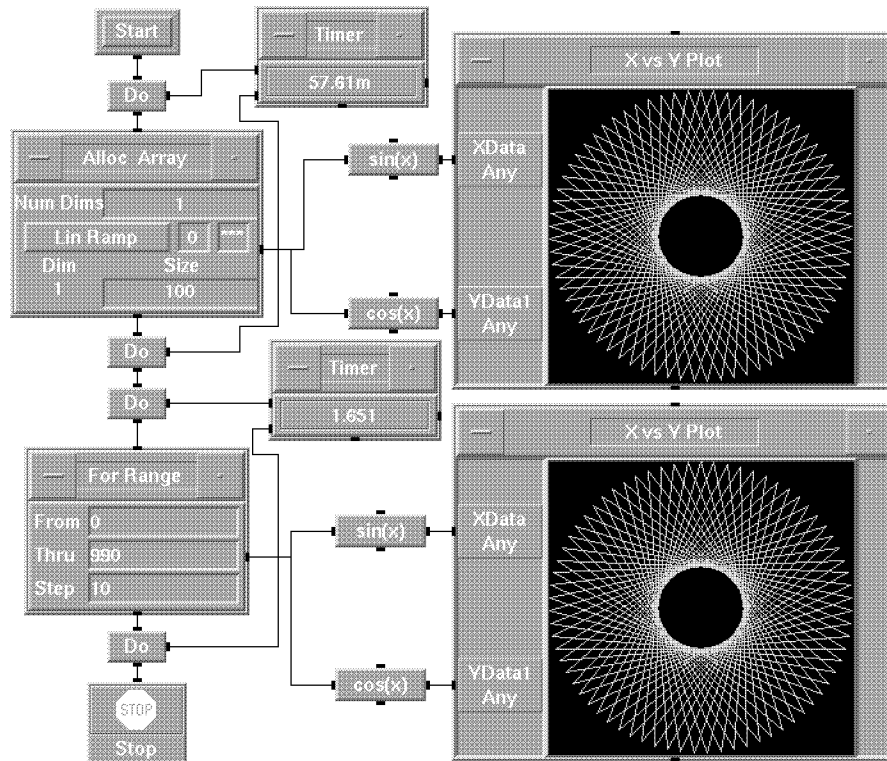 Start
Timer
57.61m
Do
Alloc Array
Num Dims 1
Lin Ramp 0 ***
Dim Size
1 100
sin(x)
cos(x)
X vs Y Plot
XData
Any
YData1
Any
Do
Do
Timer
1.651
For Range
From 0
Thru 990
Step 10
sin(x)
cos(x)
X vs Y Plot
XData
Any
YData1
Any
Do
STOP
Stop